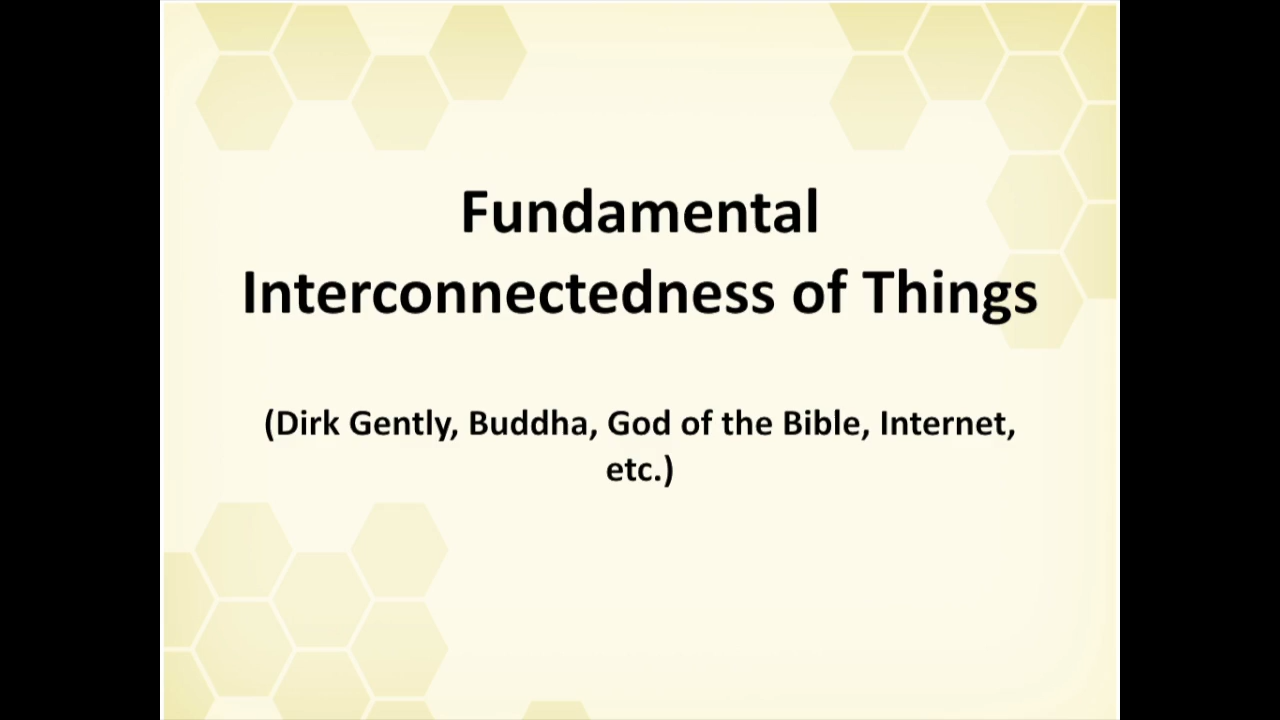 Fundamental
Interconnectedness of Things
(Dirk Gently, Buddha, God of the Bible, Internet,
etc.)